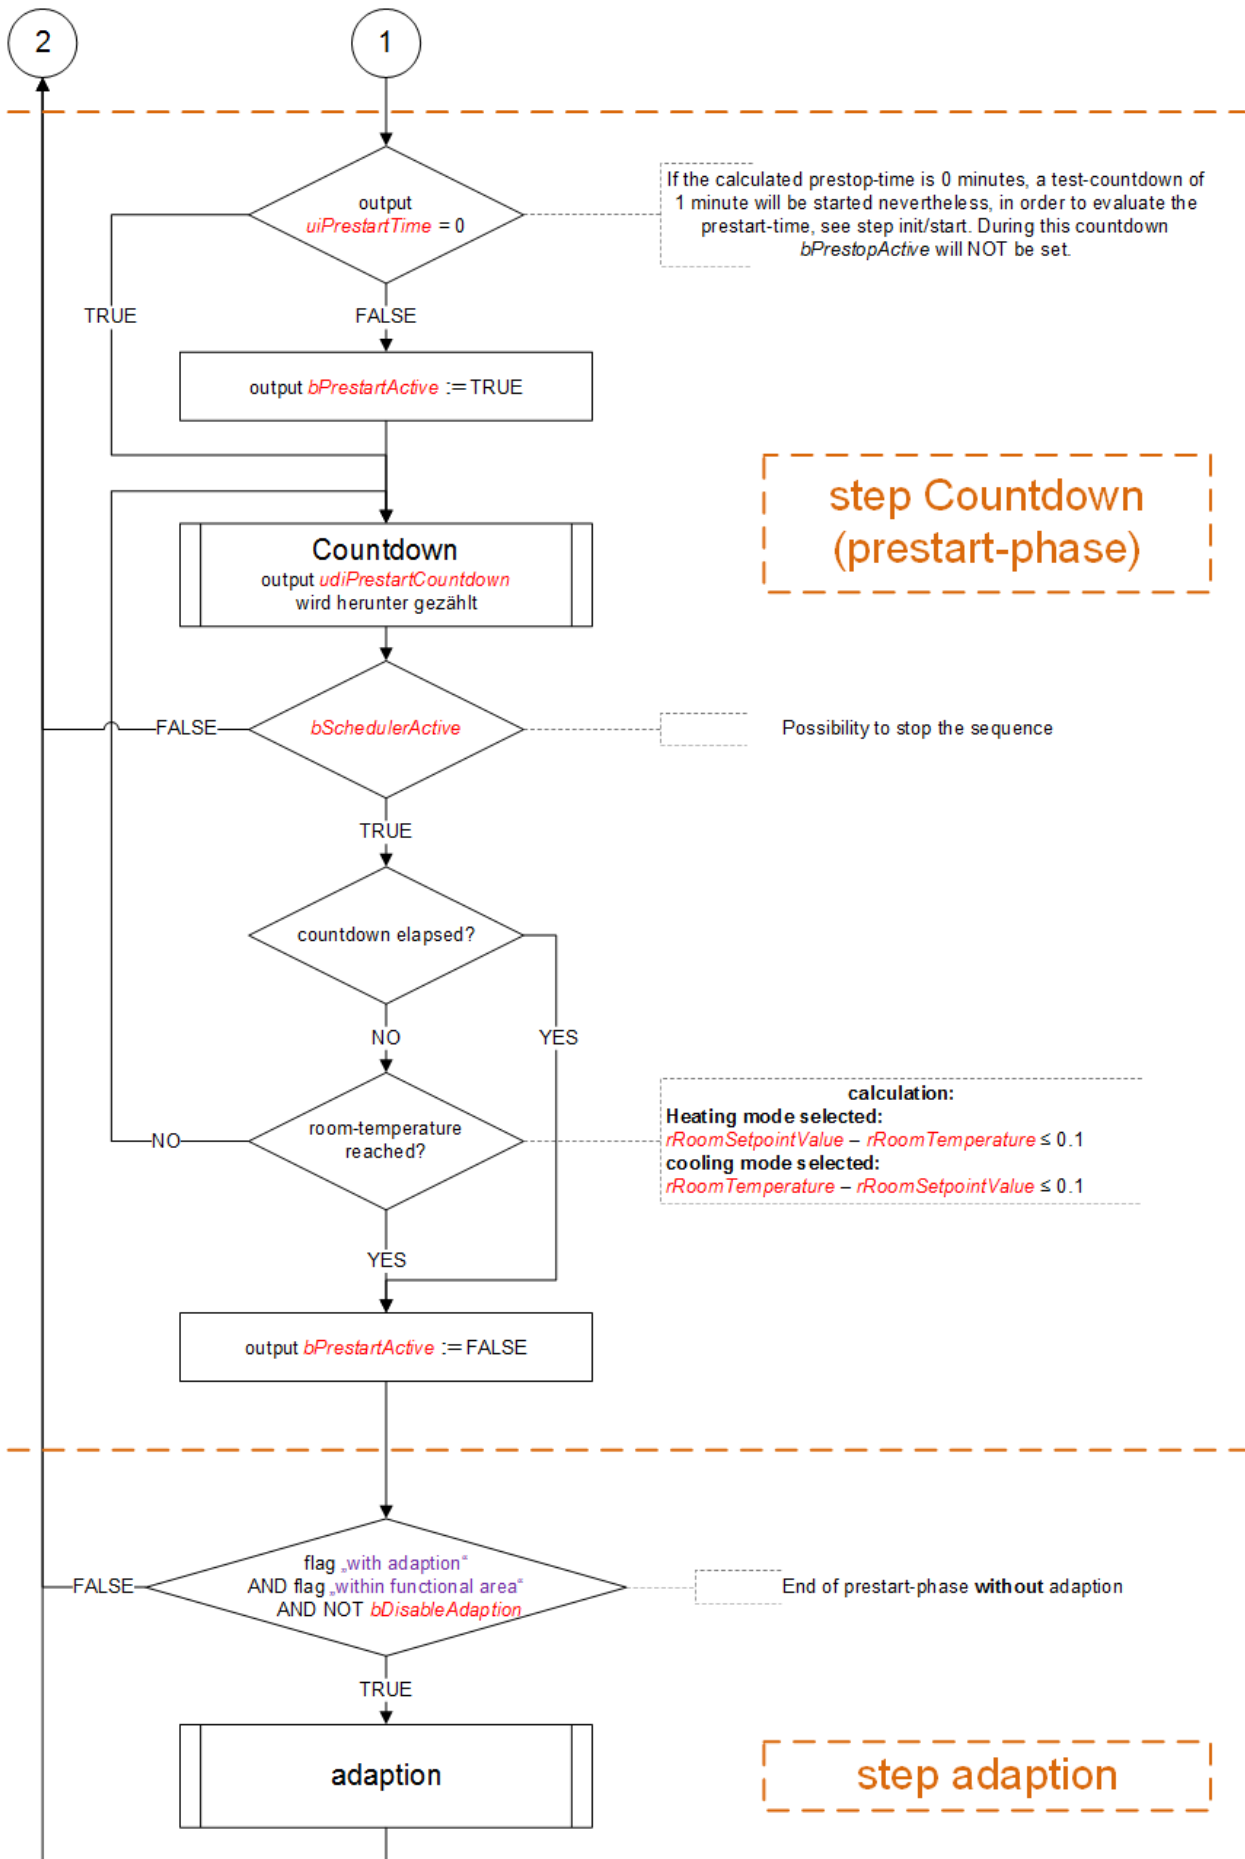 2
1
output
uiPrestartTime = 0
If the calculated prestop-time is 0 minutes, a test-countdown of
1 minute will be started nevertheless, in order to evaluate the
prestart-time, see step init/start. During this countdown
bPrestopActive will NOT be set.
TRUE
FALSE
output bPrestartActive := TRUE
step Countdown
(prestart-phase)
Countdown
output udiPrestartCountdown
wird herunter gezählt
FALSE
bSchedulerActive
Possibility to stop the sequence
TRUE
countdown elapsed?
NO
YES
room-temperature
reached?
NO
calculation:
Heating mode selected:
rRoomSetpointValue – rRoomTemperature ≤ 0.1
cooling mode selected:
rRoomTemperature – rRoomSetpointValue ≤ 0.1
YES
output bPrestartActive := FALSE
flag „with adaption“
AND flag „within functional area“
AND NOT bDisableAdaption
FALSE
End of prestart-phase without adaption
TRUE
adaption
step adaption